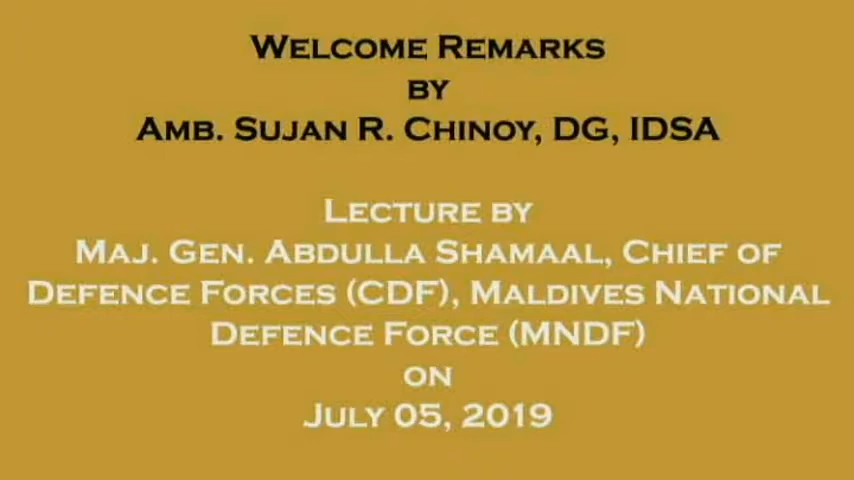 Welcome Remarks
by
Amb. Sujan R. Chinoy, DG, IDSA
Lecture by
Maj. Gen. Abdulla Shamaal, Chief of
Defence Forces (CDF), Maldives National
Defence Force (MNDF)
on
July 05, 2019